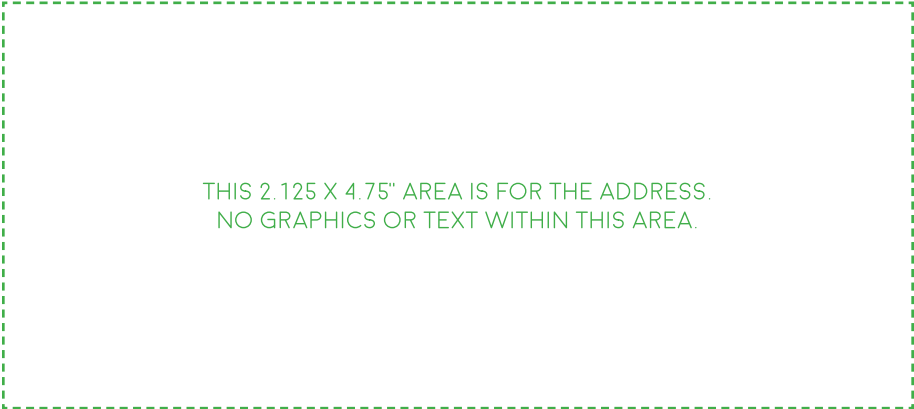 THIS 2.125 X 4.75" AREA IS FOR THE ADDRESS.
NO GRAPHICS OR TEXT WITHIN THIS AREA.